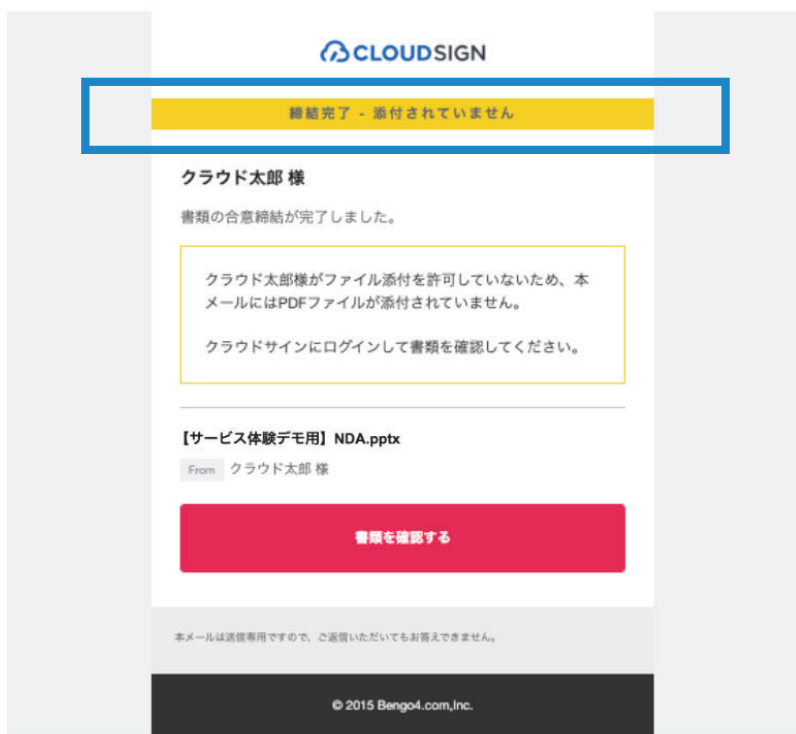 CLOUDSIGN
締結完了 - 添付されていません
クラウド太郎 様
書類の合意締結が完了しました。
クラウド太郎様がファイル添付を許可していないため、本
メールにはPDFファイルが添付されていません。
クラウドサインにログインして書類を確認してください。
【サービス体験デモ用】NDA.pptx
From クラウド太郎 様
書類を確認する
本メールは送信専用ですので、ご返信いただいてもお答えできません。
© 2015 Bengo4.com,Inc.